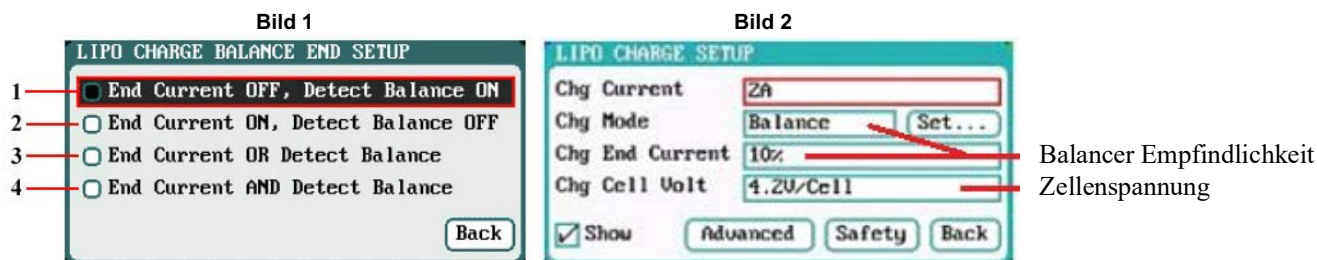 Bild 1
LIPO CHARGE BALANCE END SETUP
1 End Current OFF, Detect Balance ON
2 End Current ON, Detect Balance OFF
3 End Current OR Detect Balance
4 End Current AND Detect Balance
Back
Bild 2
LIPO CHARGE SETUP
Chg Current 2A
Chg Mode Balance Set...
Chg End Current 10%
Chg Cell Volt 4.2V/Cell
Show Advanced Safety Back
Balancer Empfindlichkeit
Zellenspannung